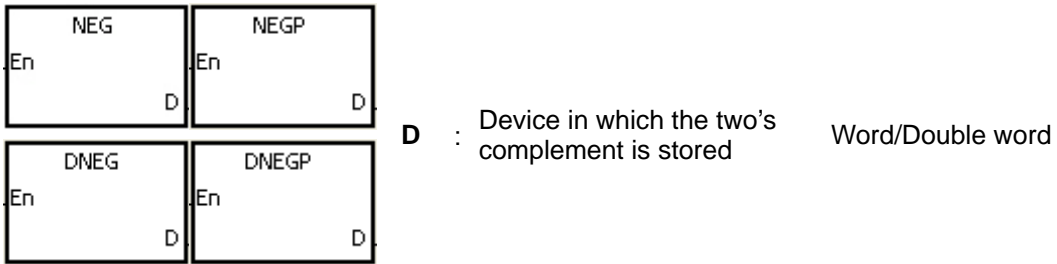 NEG
En
D
NEGP
En
D
DNEG
En
D
DNEGP
En
D
D : Device in which the two's complement is stored Word/Double word